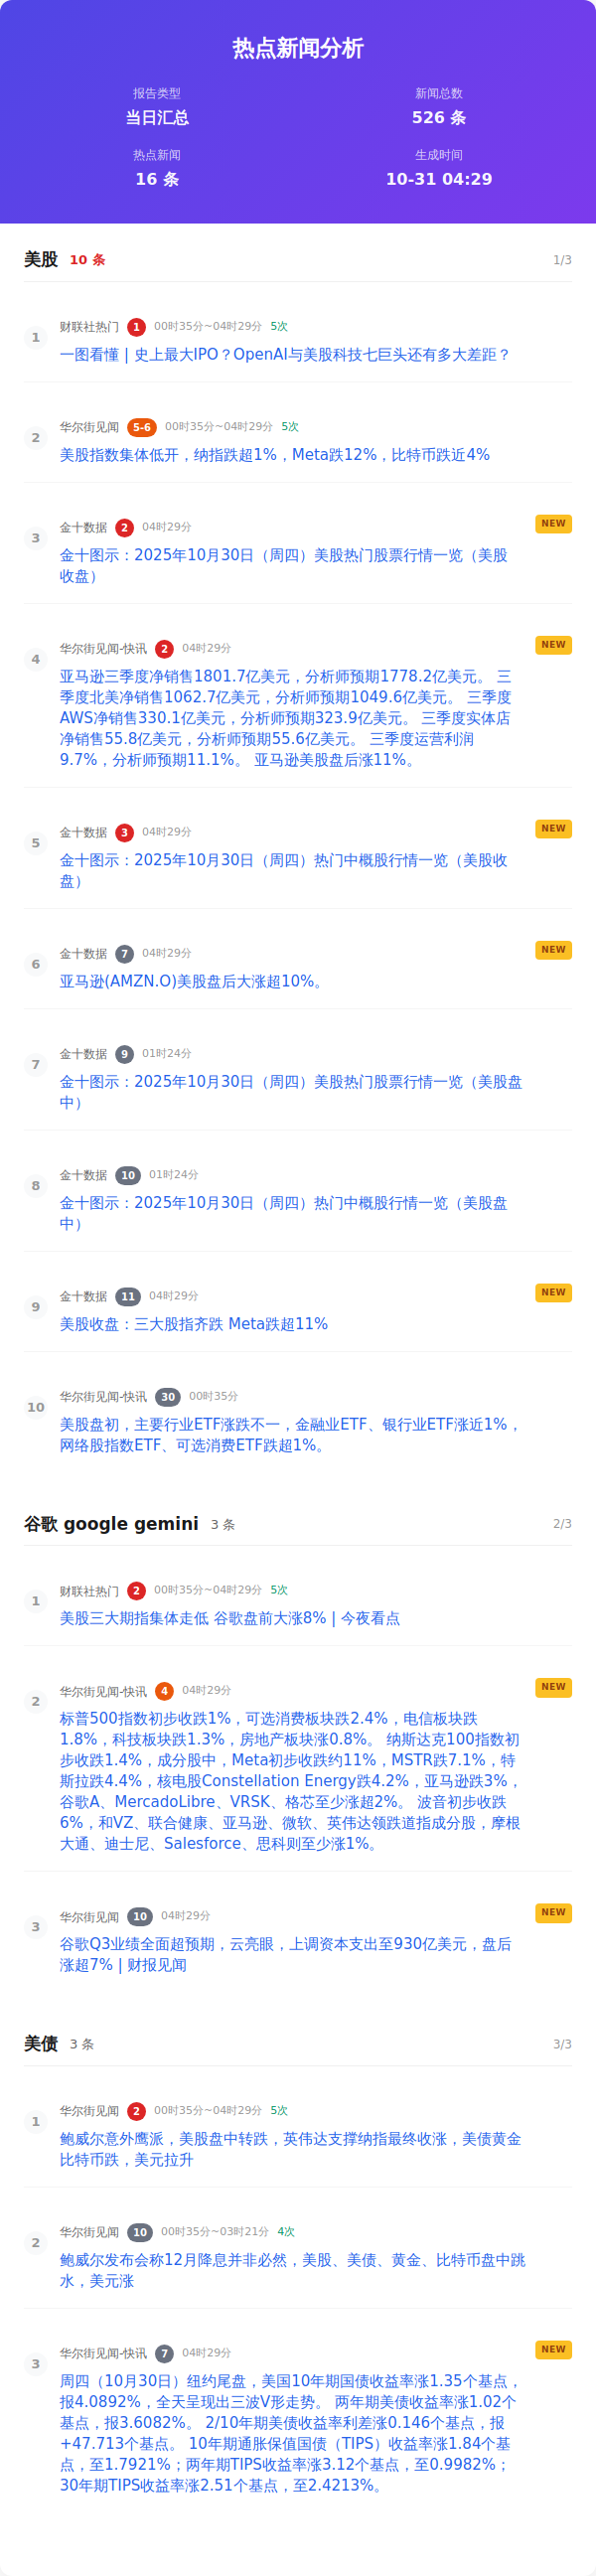 热点新闻分析
报告类型
当日汇总
新闻总数
526 条
热点新闻
16 条
生成时间
10-31 04:29
美股 10 条 1/3
1
财联社热门 1 00时35分~04时29分 5次
一图看懂 | 史上最大IPO？OpenAI与美股科技七巨头还有多大差距？
2
华尔街见闻 5-6 00时35分~04时29分 5次
美股指数集体低开，纳指跌超1%，Meta跌12%，比特币跌近4%
3
金十数据 2 04时29分 NEW
金十图示：2025年10月30日（周四）美股热门股票行情一览（美股
收盘）
4
华尔街见闻-快讯 2 04时29分 NEW
亚马逊三季度净销售1801.7亿美元，分析师预期1778.2亿美元。 三
季度北美净销售1062.7亿美元，分析师预期1049.6亿美元。 三季度
AWS净销售330.1亿美元，分析师预期323.9亿美元。 三季度实体店
净销售55.8亿美元，分析师预期55.6亿美元。 三季度运营利润
9.7%，分析师预期11.1%。 亚马逊美股盘后涨11%。
5
金十数据 3 04时29分 NEW
金十图示：2025年10月30日（周四）热门中概股行情一览（美股收
盘）
6
金十数据 7 04时29分 NEW
亚马逊(AMZN.O)美股盘后大涨超10%。
7
金十数据 9 01时24分
金十图示：2025年10月30日（周四）美股热门股票行情一览（美股盘
中）
8
金十数据 10 01时24分
金十图示：2025年10月30日（周四）热门中概股行情一览（美股盘
中）
9
金十数据 11 04时29分 NEW
美股收盘：三大股指齐跌 Meta跌超11%
10
华尔街见闻-快讯 30 00时35分
美股盘初，主要行业ETF涨跌不一，金融业ETF、银行业ETF涨近1%，
网络股指数ETF、可选消费ETF跌超1%。
谷歌 google gemini 3 条 2/3
1
财联社热门 2 00时35分~04时29分 5次
美股三大期指集体走低 谷歌盘前大涨8% | 今夜看点
2
华尔街见闻-快讯 4 04时29分 NEW
标普500指数初步收跌1%，可选消费板块跌2.4%，电信板块跌
1.8%，科技板块跌1.3%，房地产板块涨0.8%。 纳斯达克100指数初
步收跌1.4%，成分股中，Meta初步收跌约11%，MSTR跌7.1%，特
斯拉跌4.4%，核电股Constellation Energy跌4.2%，亚马逊跌3%，
谷歌A、MercadoLibre、VRSK、格芯至少涨超2%。 波音初步收跌
6%，和VZ、联合健康、亚马逊、微软、英伟达领跌道指成分股，摩根
大通、迪士尼、Salesforce、思科则至少涨1%。
3
华尔街见闻 10 04时29分 NEW
谷歌Q3业绩全面超预期，云亮眼，上调资本支出至930亿美元，盘后
涨超7% | 财报见闻
美债 3 条 3/3
1
华尔街见闻 2 00时35分~04时29分 5次
鲍威尔意外鹰派，美股盘中转跌，英伟达支撑纳指最终收涨，美债黄金
比特币跌，美元拉升
2
华尔街见闻 10 00时35分~03时21分 4次
鲍威尔发布会称12月降息并非必然，美股、美债、黄金、比特币盘中跳
水，美元涨
3
华尔街见闻-快讯 7 04时29分 NEW
周四（10月30日）纽约尾盘，美国10年期国债收益率涨1.35个基点，
报4.0892%，全天呈现出三波V形走势。 两年期美债收益率涨1.02个
基点，报3.6082%。 2/10年期美债收益率利差涨0.146个基点，报
+47.713个基点。 10年期通胀保值国债（TIPS）收益率涨1.84个基
点，至1.7921%；两年期TIPS收益率涨3.12个基点，至0.9982%；
30年期TIPS收益率涨2.51个基点，至2.4213%。